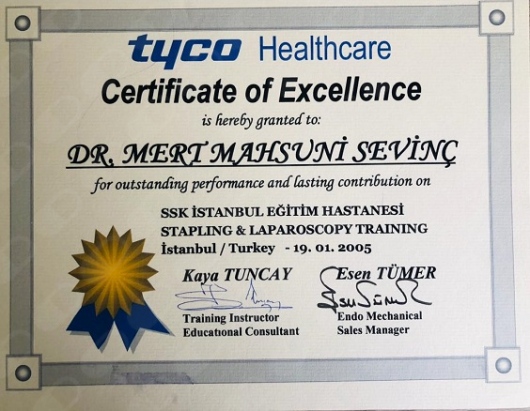 tyco Healthcare
Certificate of Excellence
is hereby granted to:
DR. MERT MAHSUNİ SEVİNÇ
for outstanding performance and lasting contribution on
SSK İSTANBUL EĞİTİM HASTANESİ
STAPLING & LAPAROSCOPY TRAINING
İstanbul / Turkey - 19. 01. 2005
Kaya TUNCAY Esen TÜMER
Training Instructor Endo Mechanical
Educational Consultant Sales Manager